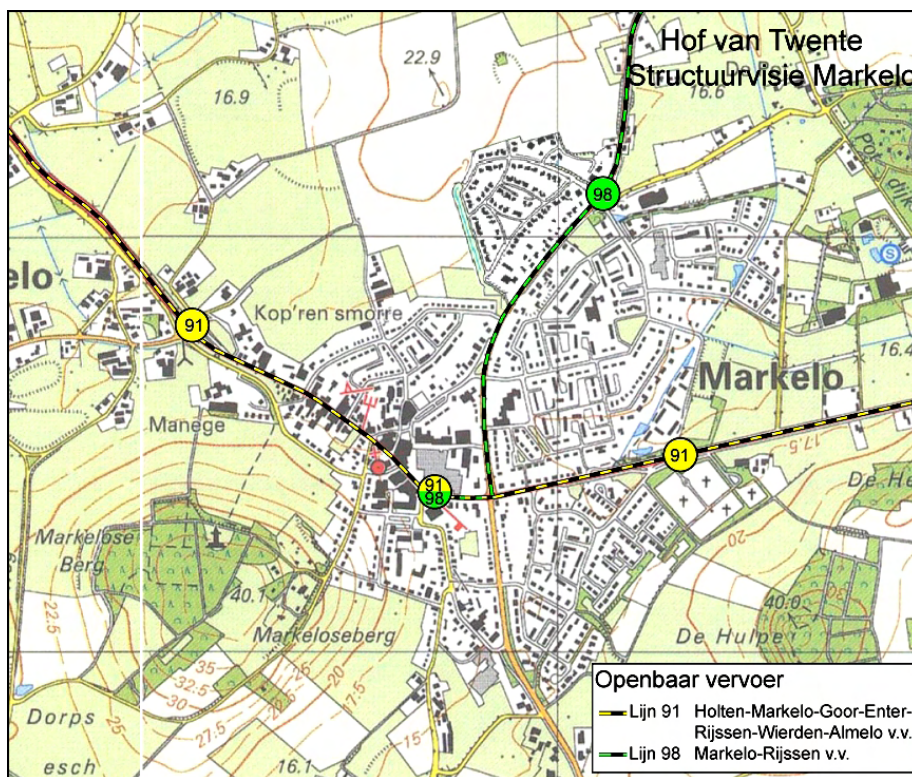 Hof van Twente
Structuurvisie Markelo
22.9
16.9
16.6
98
elo
91
Kop'ren smorre
16.4
Markelo
Manege
91
17.5
91
98
De He
Markelose
Berg
20
40.1
40.0
30
22.5
Markeloseberg
De Hulpe
35
32.5
30
25
20
17.5
Dorps
25
27.5
15
esch
16.1
Openbaar vervoer
Lijn 91 Holten-Markelo-Goor-Enter-
Rijssen-Wierden-Almelo v.v.
Lijn 98 Markelo-Rijssen v.v.